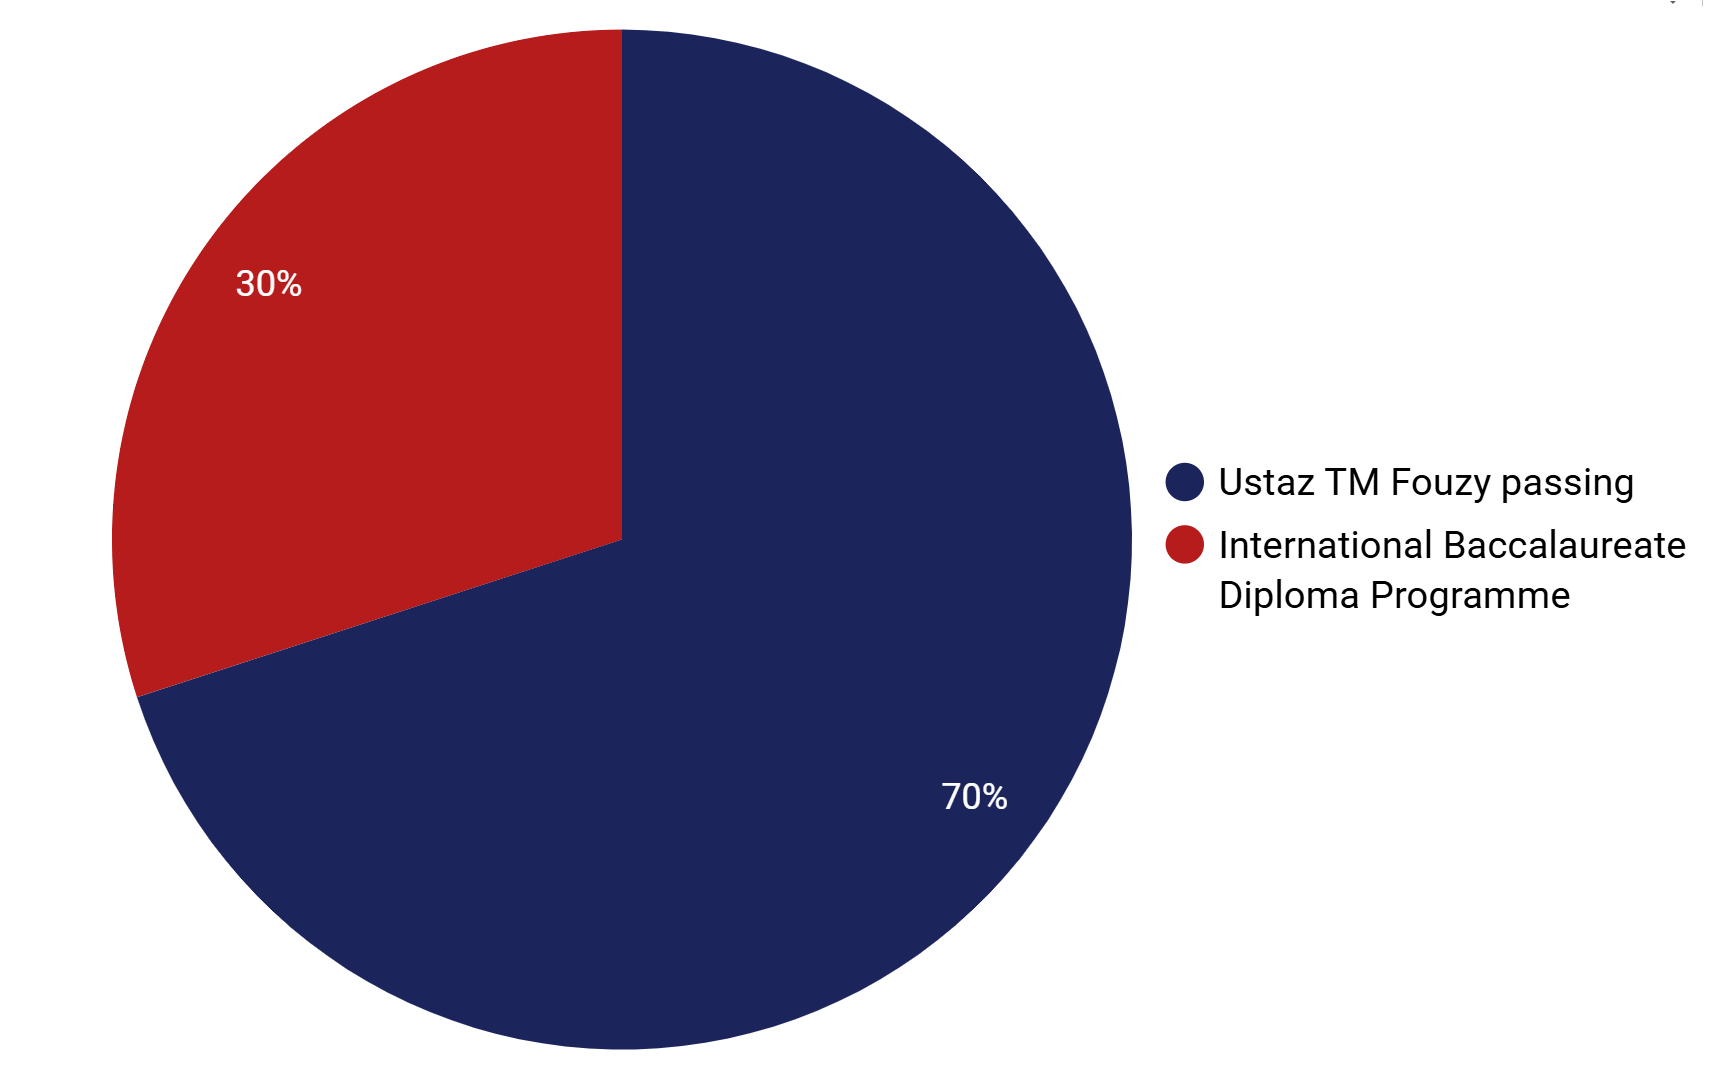 30%
70%
Ustaz TM Fouzy passing
International Baccalaureate
Diploma Programme